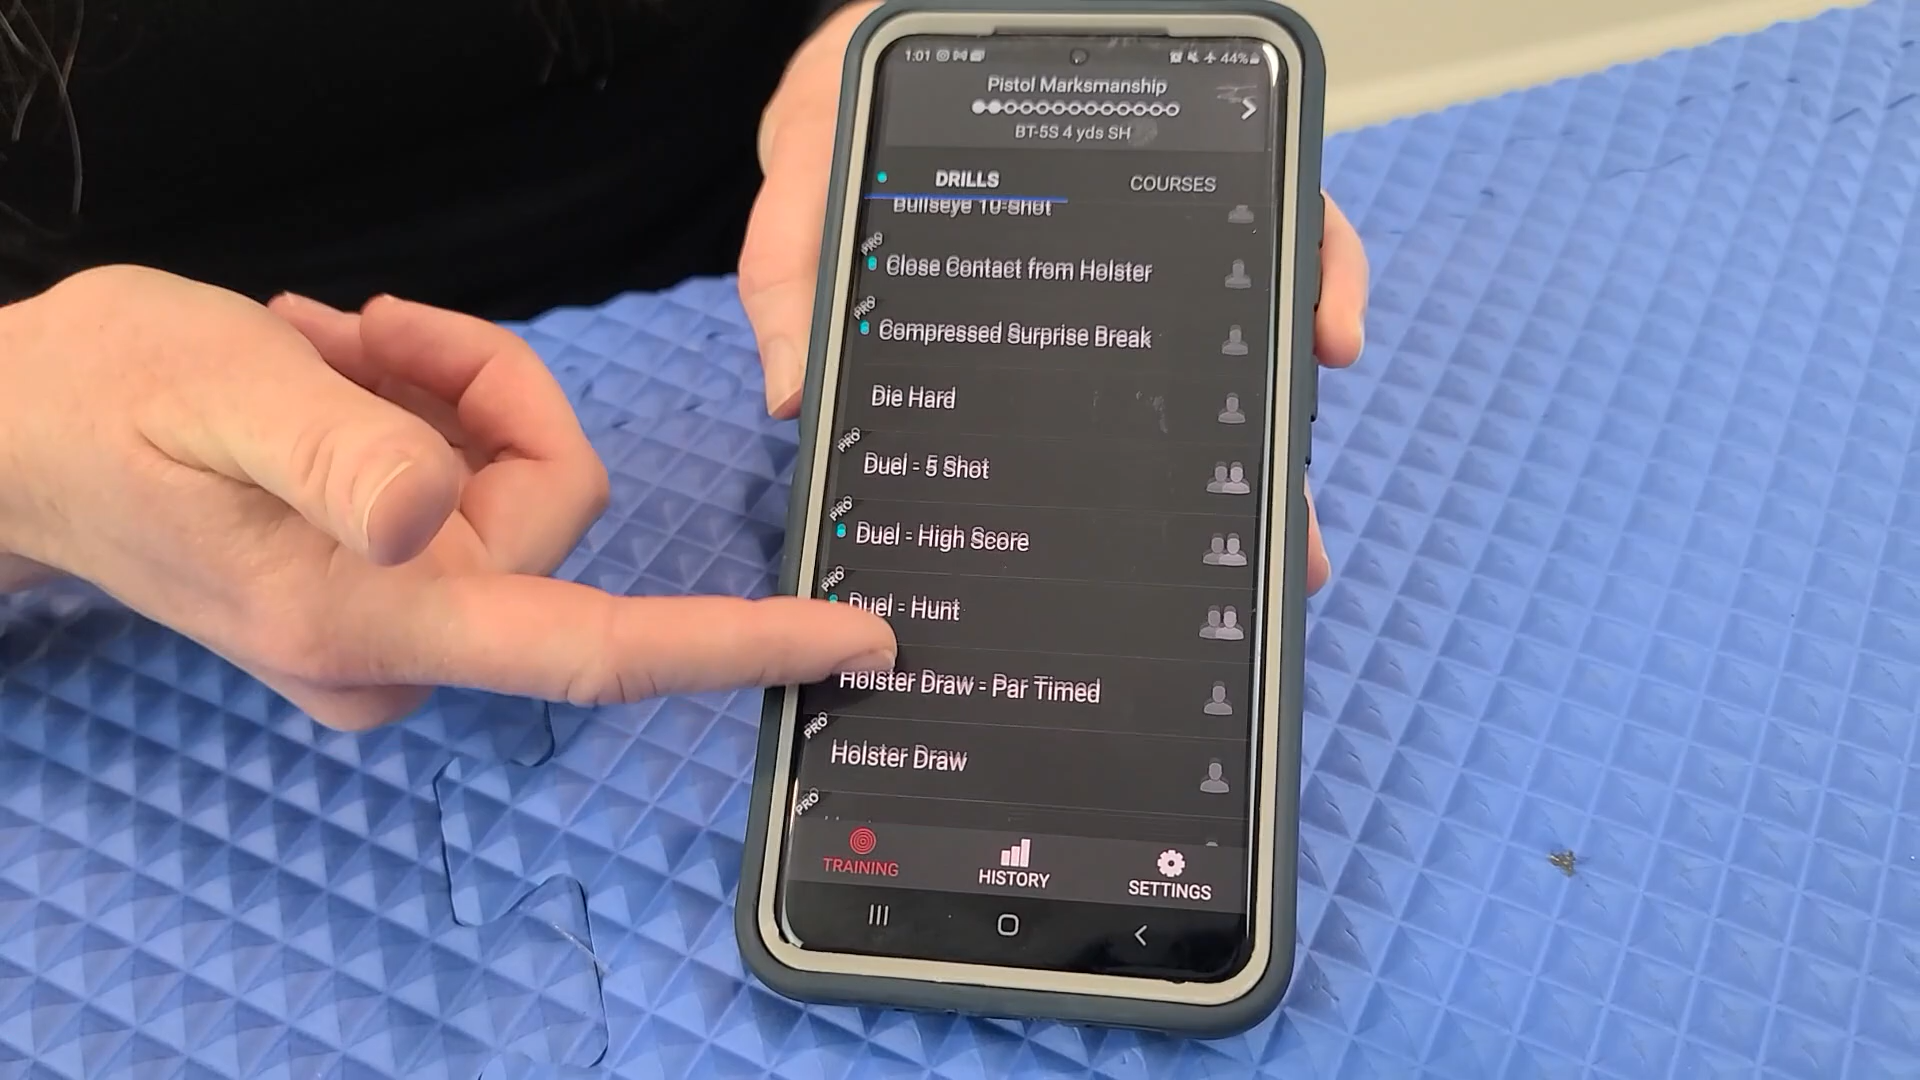 1:01 44%
Pistol Marksmanship
BT-5S 4 yds SH
DRILLS COURSES
Bullseye 10-Shot
PRO
Close Contact from Holster
PRO
Compressed Surprise Break
Die Hard
PRO
Duel - 5 Shot
PRO
Duel - High Score
PRO
Duel - Hunt
Holster Draw - Par Timed
PRO
Holster Draw
PRO
TRAINING HISTORY SETTINGS